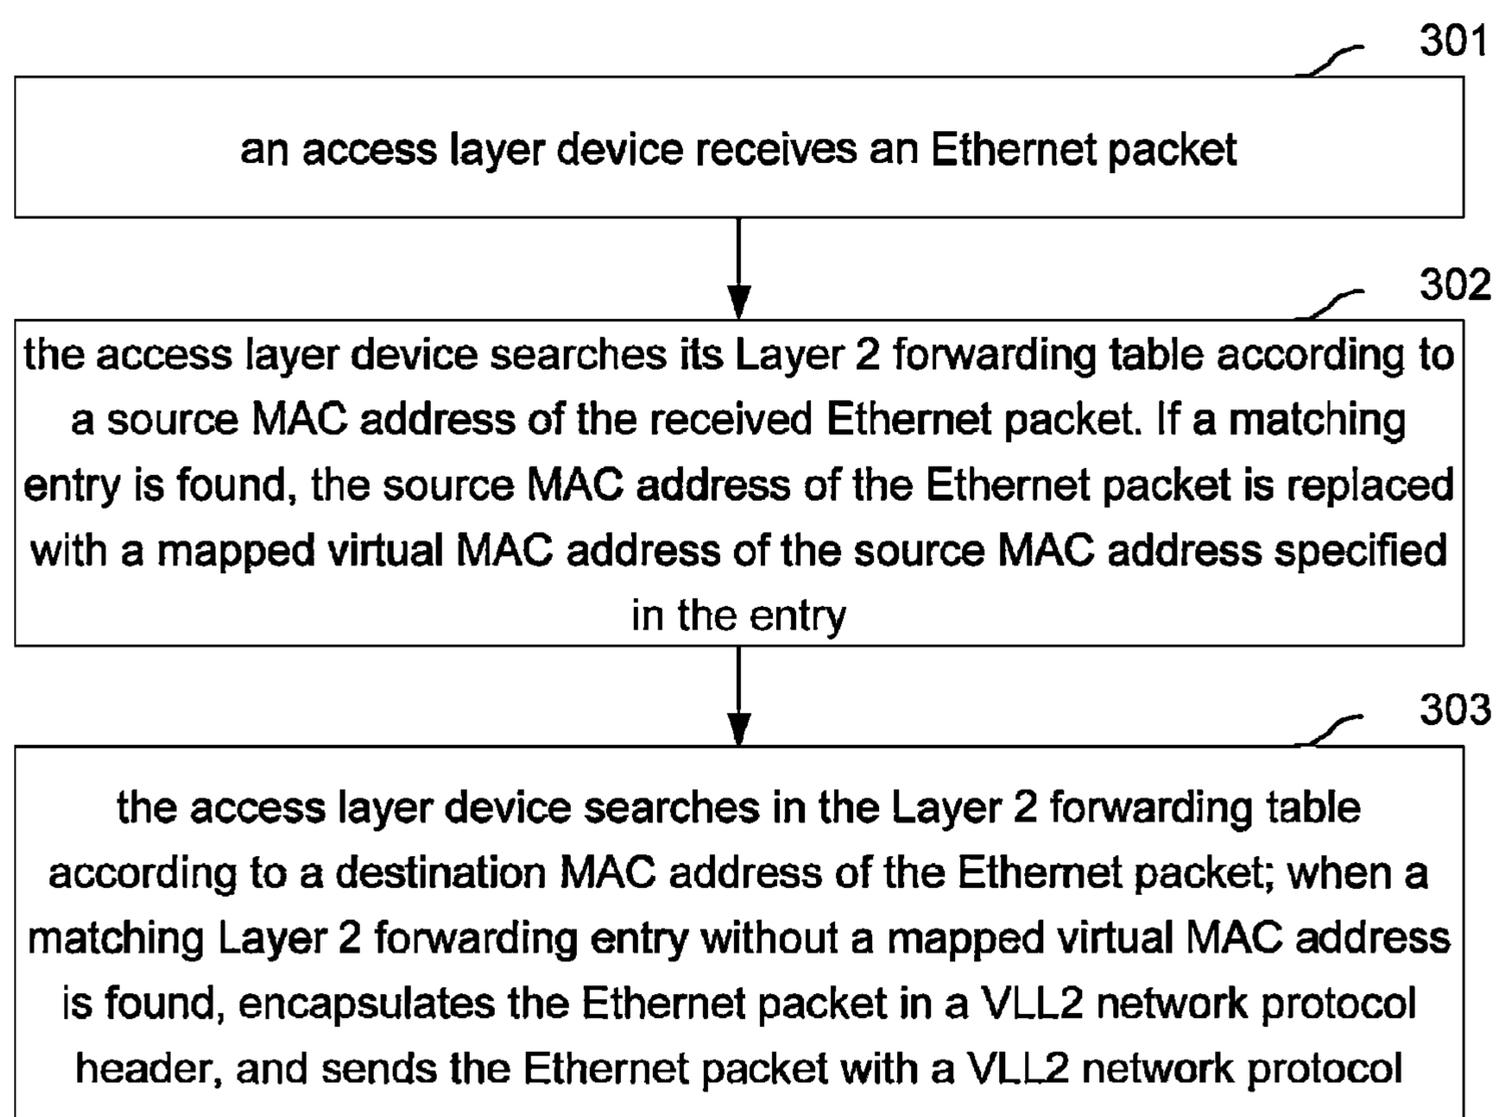 301
an access layer device receives an Ethernet packet
302
the access layer device searches its Layer 2 forwarding table according to
a source MAC address of the received Ethernet packet. If a matching
entry is found, the source MAC address of the Ethernet packet is replaced
with a mapped virtual MAC address of the source MAC address specified
in the entry
303
the access layer device searches in the Layer 2 forwarding table
according to a destination MAC address of the Ethernet packet; when a
matching Layer 2 forwarding entry without a mapped virtual MAC address
is found, encapsulates the Ethernet packet in a VLL2 network protocol
header, and sends the Ethernet packet with a VLL2 network protocol